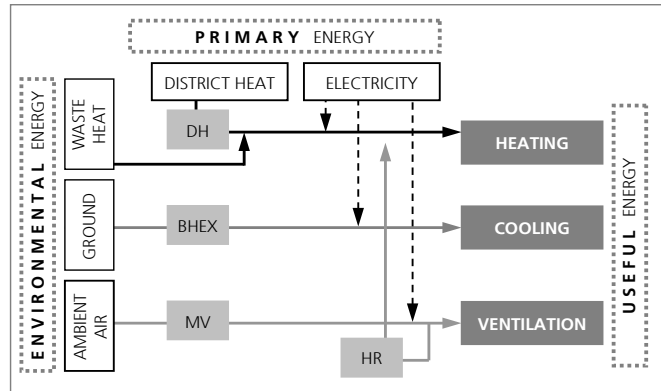 PRIMARY ENERGY
DISTRICT HEAT
ELECTRICITY
ENVIRONMENTAL ENERGY
WASTE
HEAT
DH
HEATING
GROUND
BHEX
COOLING
USEFUL ENERGY
AMBIENT
AIR
MV
VENTILATION
HR